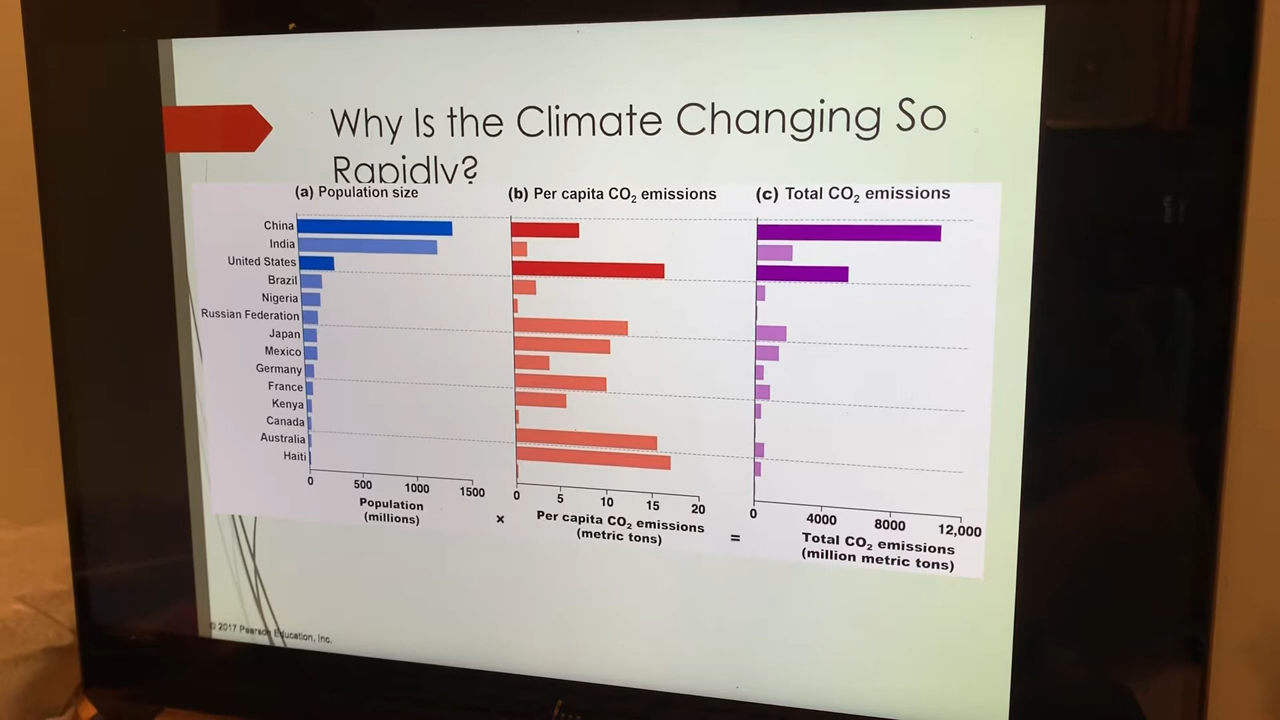 Why Is the Climate Changing So
Rapidly?
(a) Population size
(b) Per capita CO₂ emissions
(c) Total CO₂ emissions
China
India
United States
Brazil
Nigeria
Russian Federation
Japan
Mexico
Germany
France
Kenya
Canada
Australia
Haiti
0 500 1000 1500
Population
(millions)
×
0 5 10 15 20
Per capita CO₂ emissions
(metric tons)
=
0 4000 8000 12,000
Total CO₂ emissions
(million metric tons)
© 2017 Pearson Education, Inc.